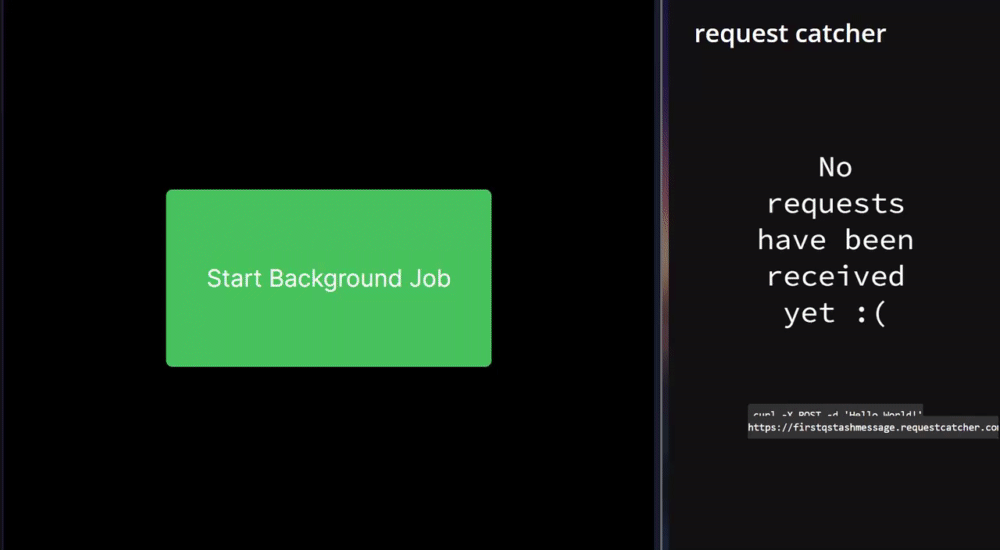 request catcher
No
requests
have been
received
yet :(
Start Background Job
curl -X POST -d 'Hello World!'
https://firstqstashmessage.requestcatcher.co